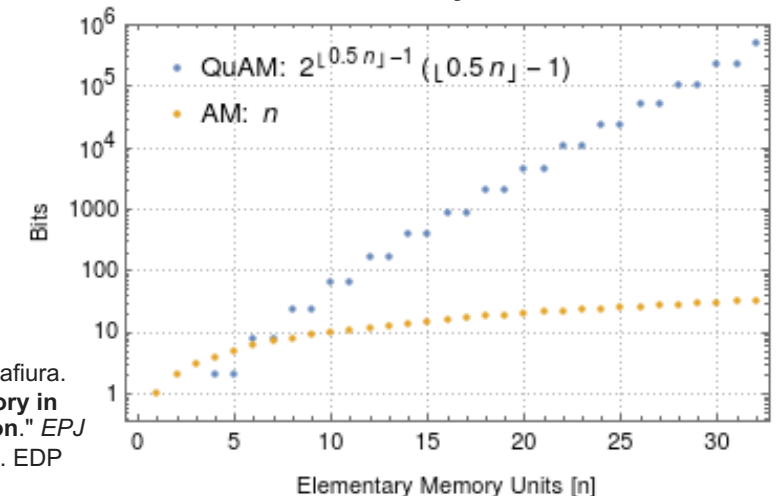 10^6
10^5
10^4
1000
100
10
1
Bits
QuAM: 2^{⌊0.5 n⌋−1} (⌊0.5 n⌋ − 1)
AM: n
0 5 10 15 20 25 30
Elementary Memory Units [n]
afiura.
ory in
on." EPJ
. EDP